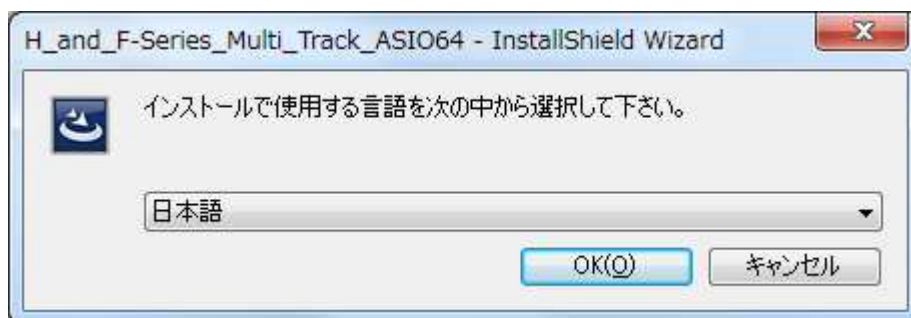 H_and_F-Series_Multi_Track_ASIO64 - InstallShield Wizard
インストールで使用する言語を次の中から選択して下さい。
日本語
OK(O) キャンセル